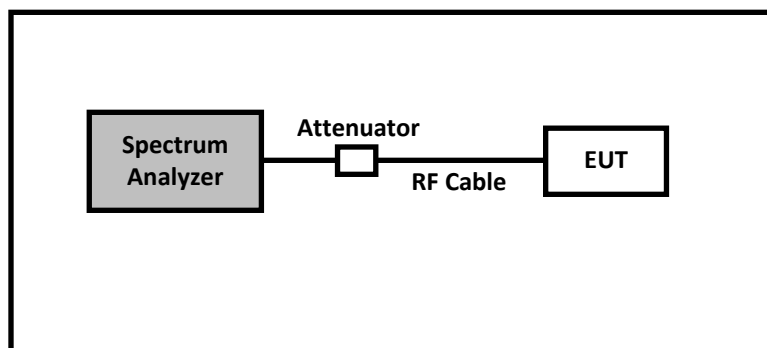 Spectrum
Analyzer
Attenuator
RF Cable
EUT